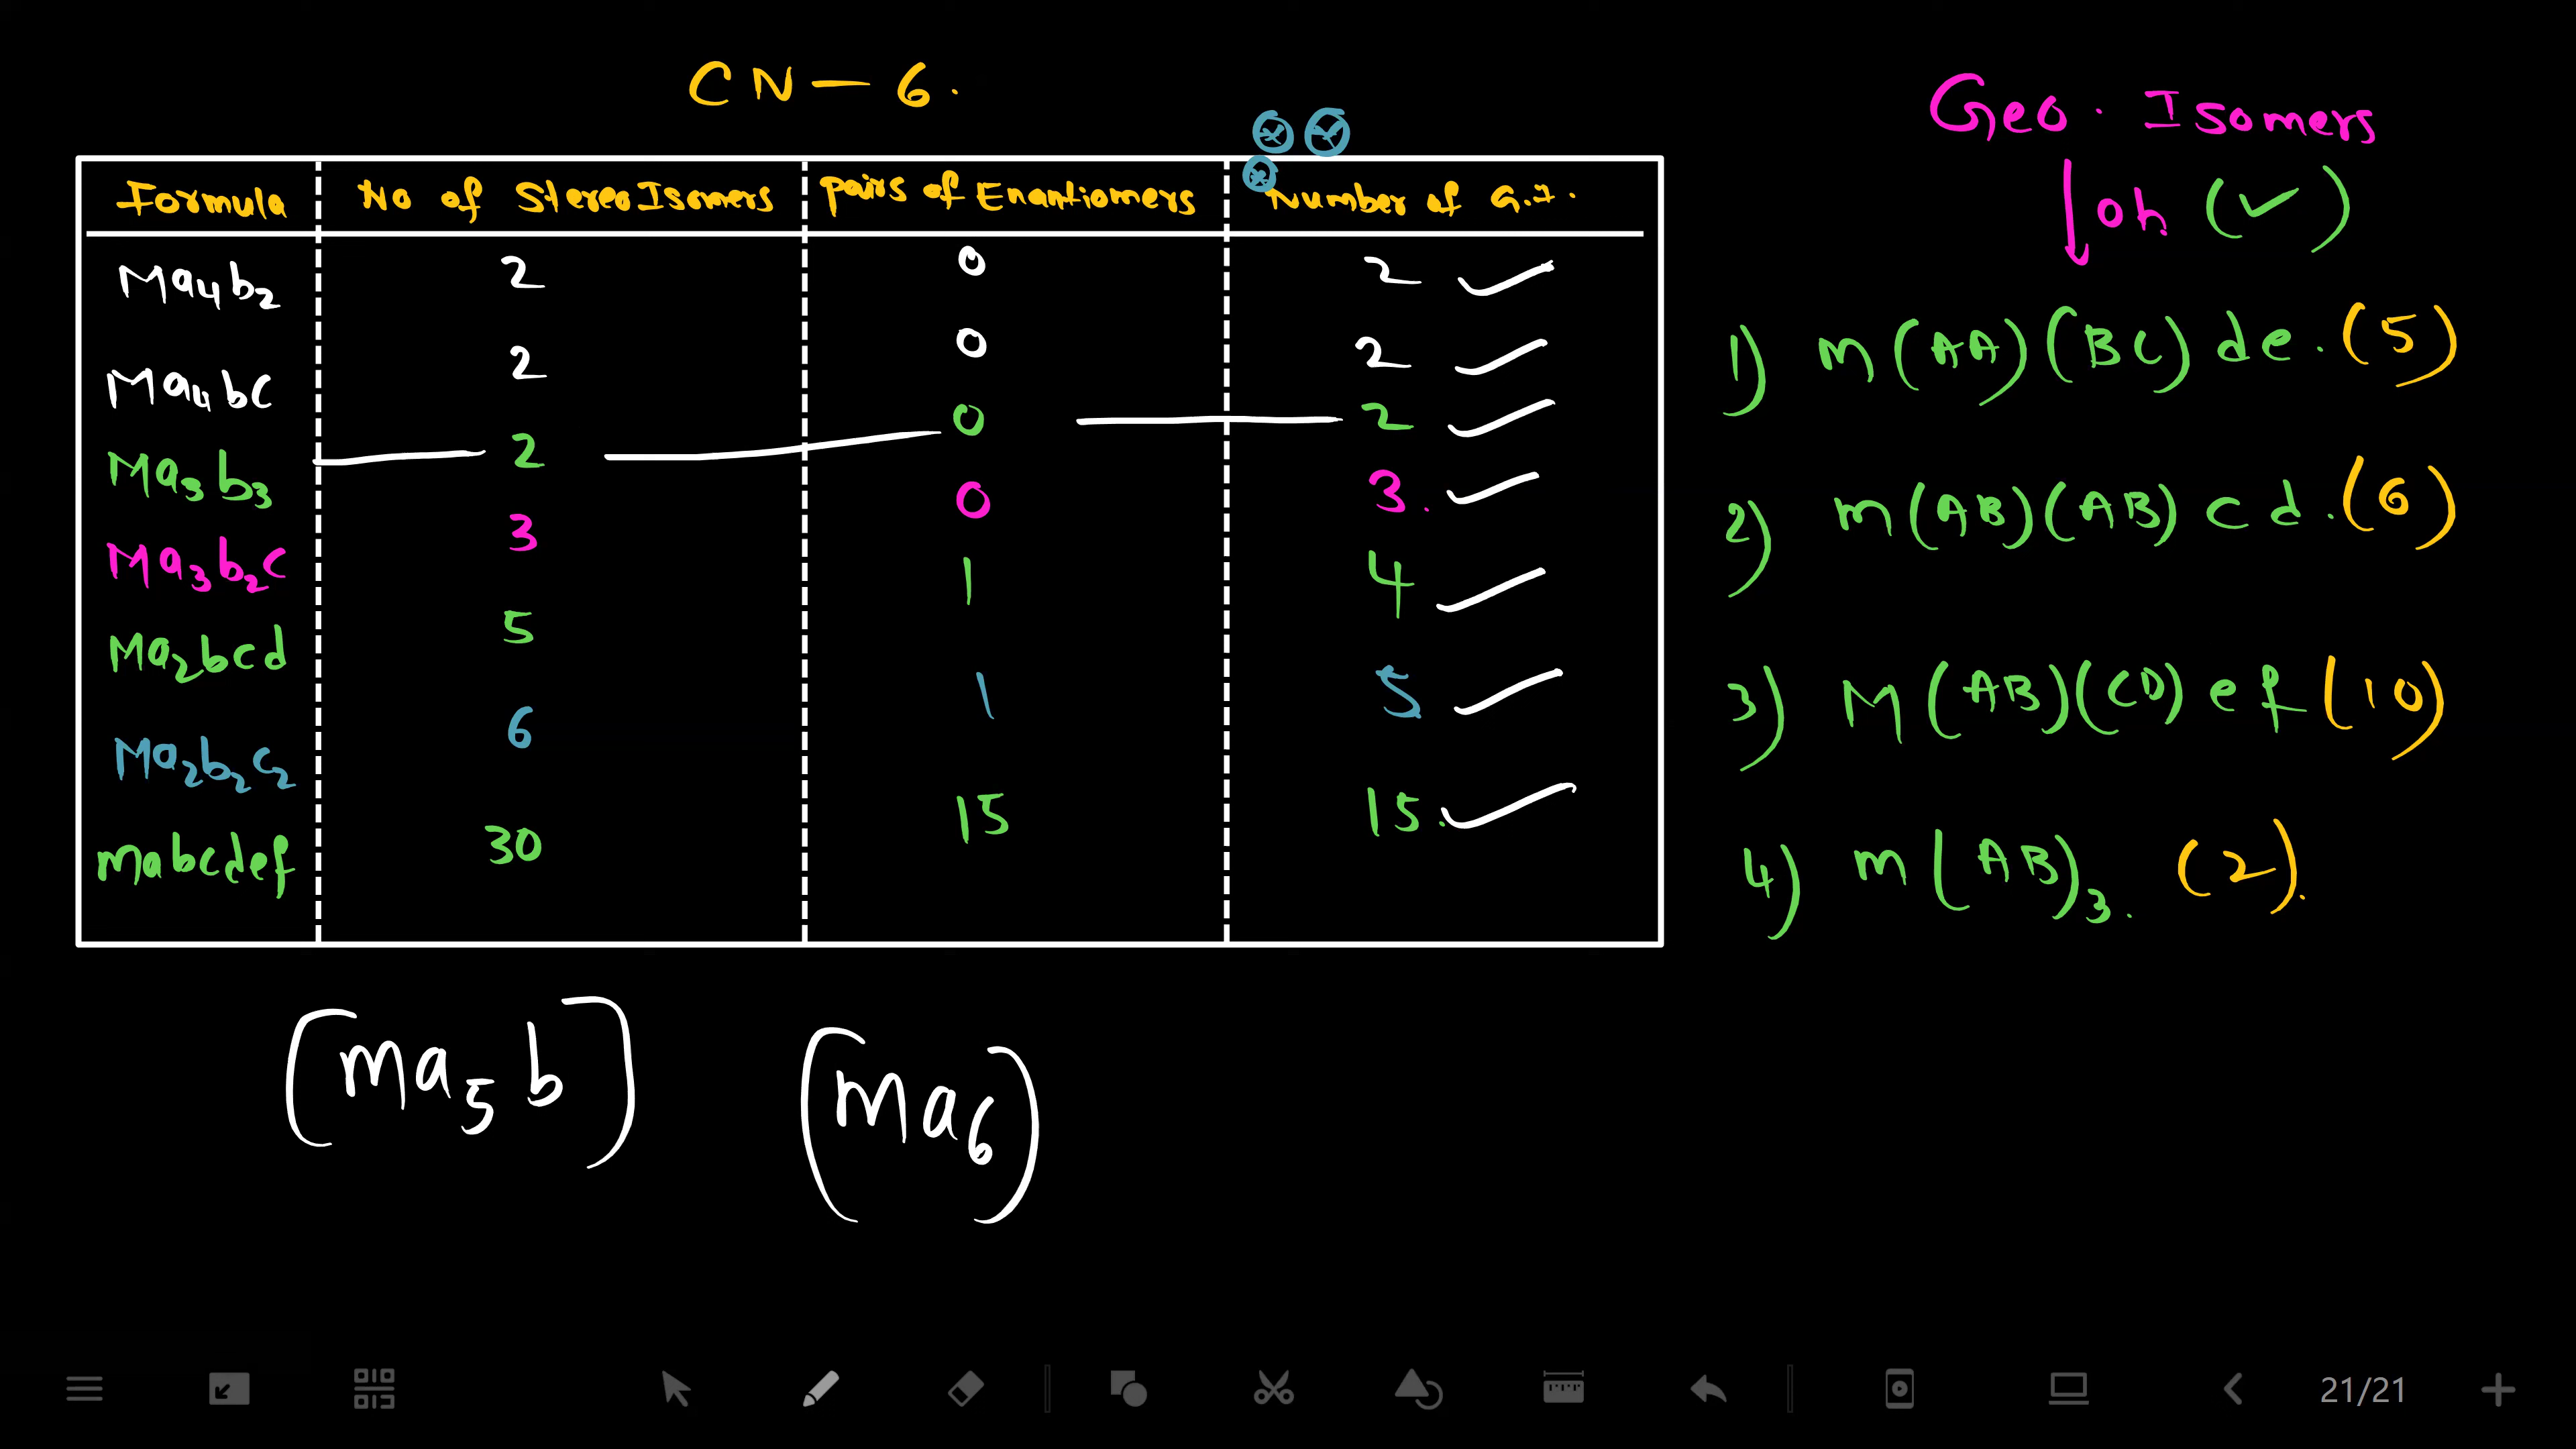 CN – 6.
Formula No of StereoIsomers pairs of Enantiomers Number of G.I.
Ma₄b₂ 2 0 2 ✓
Ma₄bc 2 0 2 ✓
Ma₃b₃ 2 0 2 ✓
Ma₃b₂c 3 0 3. ✓
Ma₂bcd 5 1 4 ✓
Ma₂b₂c₂ 6 1 5 ✓
mabcdef 30 15 15. ✓
[ma₅b] (ma₆)
Geo. Isomers
↓ oh (✓)
1) m(AA)(BC)de. (5)
2) m(AB)(AB)cd. (6)
3) M(AB)(CD)ef (10)
4) m(AB)₃. (2).
21/21